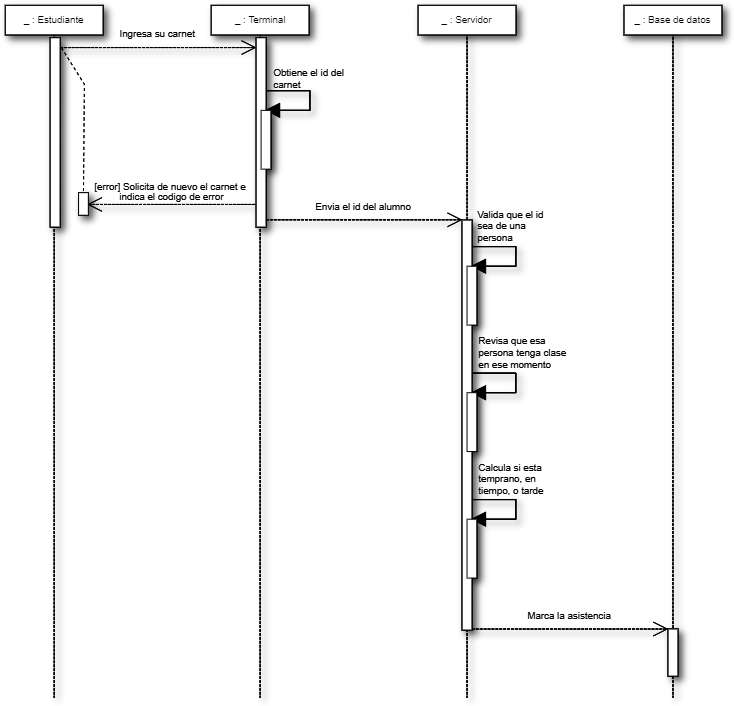 _ : Estudiante
_ : Terminal
_ : Servidor
_ : Base de datos
Ingresa su carnet
Obtiene el id del
carnet
[error] Solicita de nuevo el carnet e
indica el codigo de error
Envia el id del alumno
Valida que el id
sea de una
persona
Revisa que esa
persona tenga clase
en ese momento
Calcula si esta
temprano, en
tiempo, o tarde
Marca la asistencia